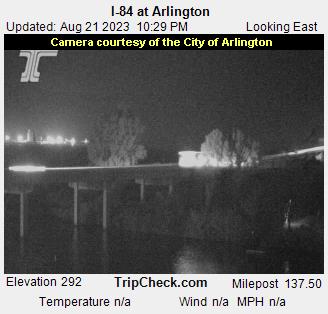 I-84 at Arlington
Updated: Aug 21 2023 10:29 PM Looking East
Camera courtesy of the City of Arlington
Elevation 292 TripCheck.com Milepost 137.50
Temperature n/a Wind n/a MPH n/a